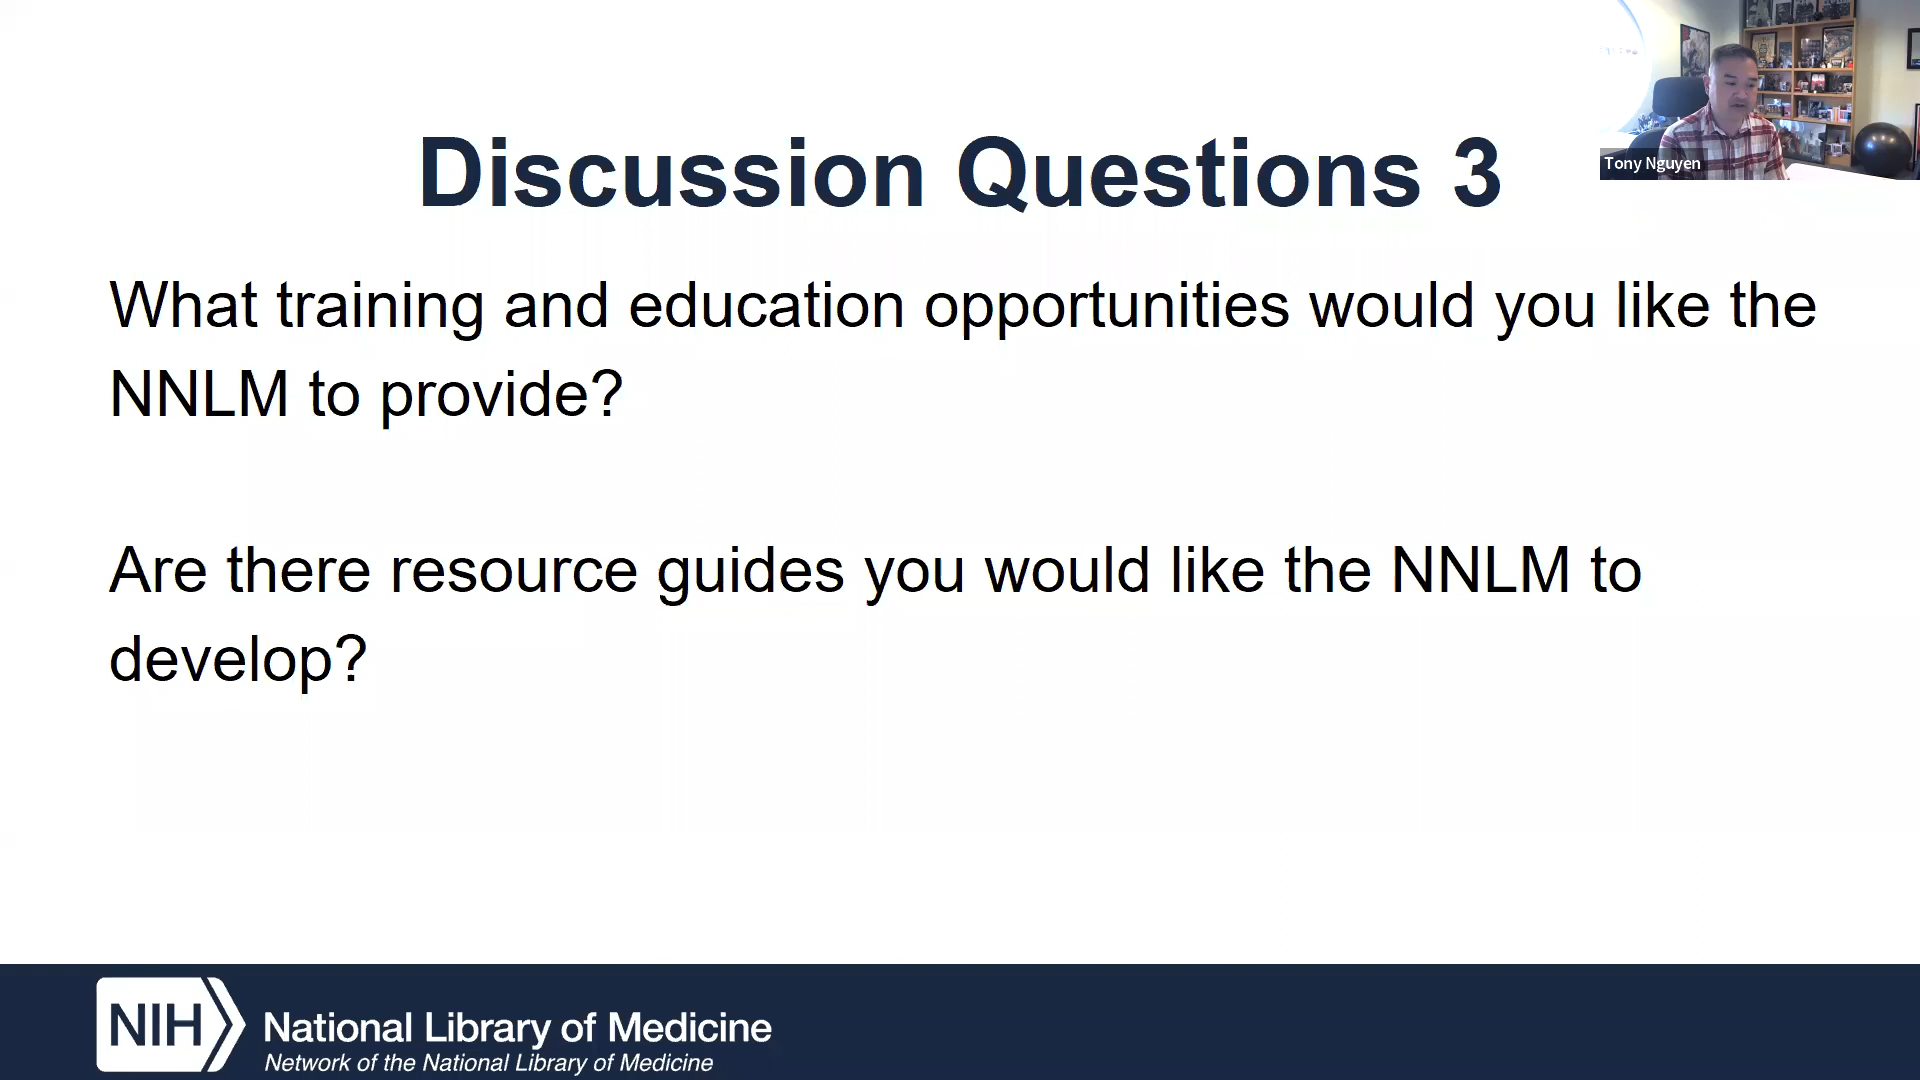 Discussion Questions 3
Tony Nguyen
What training and education opportunities would you like the
NNLM to provide?
Are there resource guides you would like the NNLM to
develop?
NIH
National Library of Medicine
Network of the National Library of Medicine